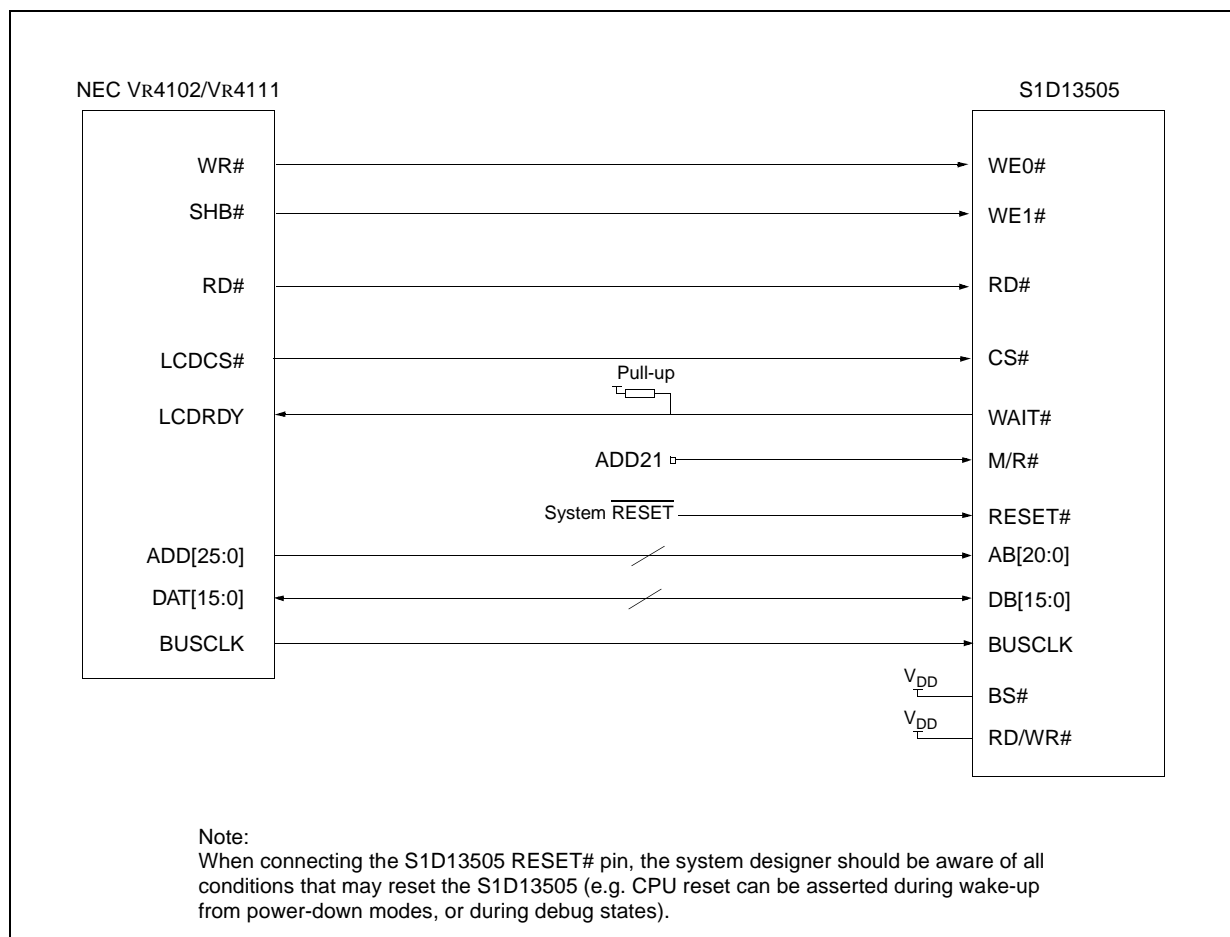 NEC VR4102/VR4111 S1D13505
WR# WE0#
SHB# WE1#
RD# RD#
LCDCS# CS#
Pull-up
LCDRDY WAIT#
ADD21 M/R#
System RESET RESET#
ADD[25:0] AB[20:0]
DAT[15:0] DB[15:0]
BUSCLK BUSCLK
VDD
BS#
VDD
RD/WR#
Note:
When connecting the S1D13505 RESET# pin, the system designer should be aware of all
conditions that may reset the S1D13505 (e.g. CPU reset can be asserted during wake-up
from power-down modes, or during debug states).